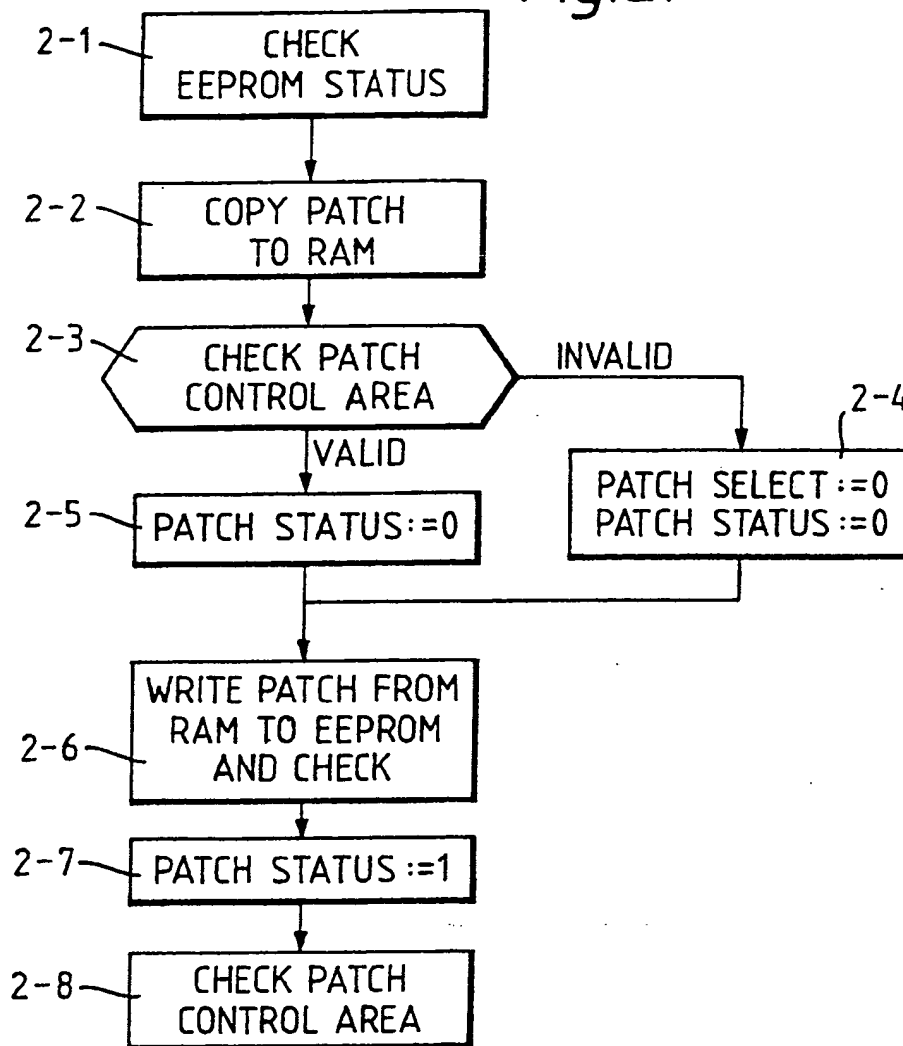 Fig.2.
2-1
CHECK
EEPROM STATUS
2-2
COPY PATCH
TO RAM
2-3
CHECK PATCH
CONTROL AREA
INVALID
VALID
2-4
PATCH SELECT :=0
PATCH STATUS :=0
2-5
PATCH STATUS :=0
2-6
WRITE PATCH FROM
RAM TO EEPROM
AND CHECK
2-7
PATCH STATUS :=1
2-8
CHECK PATCH
CONTROL AREA